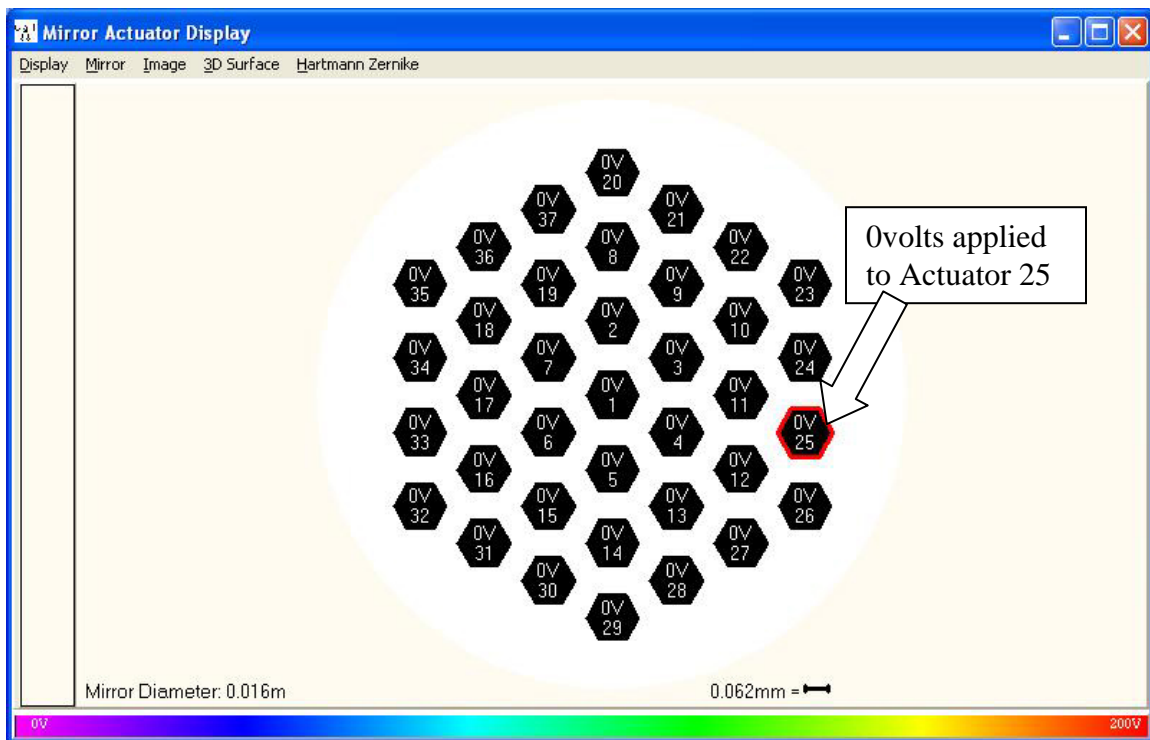 Mirror Actuator Display
Display Mirror Image 3D Surface Hartmann Zernike
0V
20
0V
37
0V
21
0V
36
0V
8
0V
22
0V
35
0V
19
0V
9
0V
23
0V
18
0V
2
0V
10
0V
34
0V
7
0V
3
0V
24
0V
17
0V
1
0V
11
0V
33
0V
6
0V
4
0V
25
0V
16
0V
5
0V
12
0V
32
0V
15
0V
13
0V
26
0V
31
0V
14
0V
27
0V
30
0V
28
0V
29
0volts applied
to Actuator 25
Mirror Diameter: 0.016m
0.062mm =
0V
200V